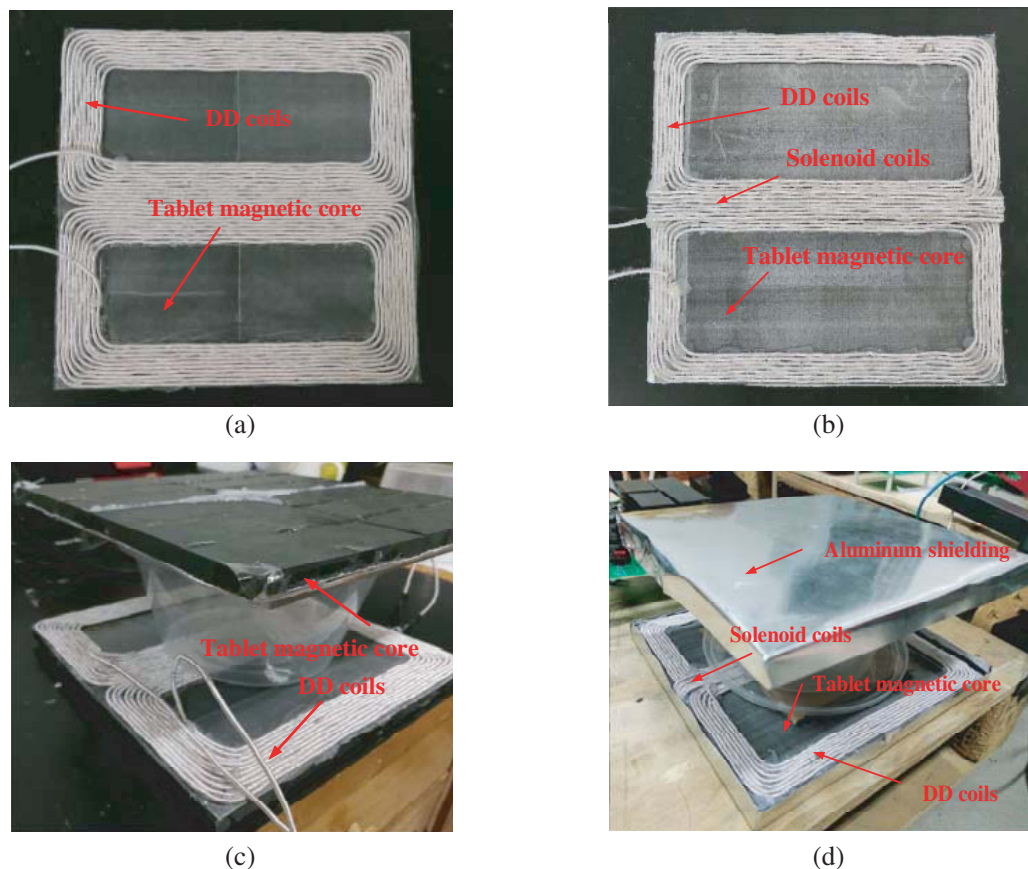 DD coils
Tablet magnetic core
(a)
DD coils
Solenoid coils
Tablet magnetic core
(b)
Tablet magnetic core
DD coils
(c)
Aluminum shielding
Solenoid coils
Tablet magnetic core
DD coils
(d)